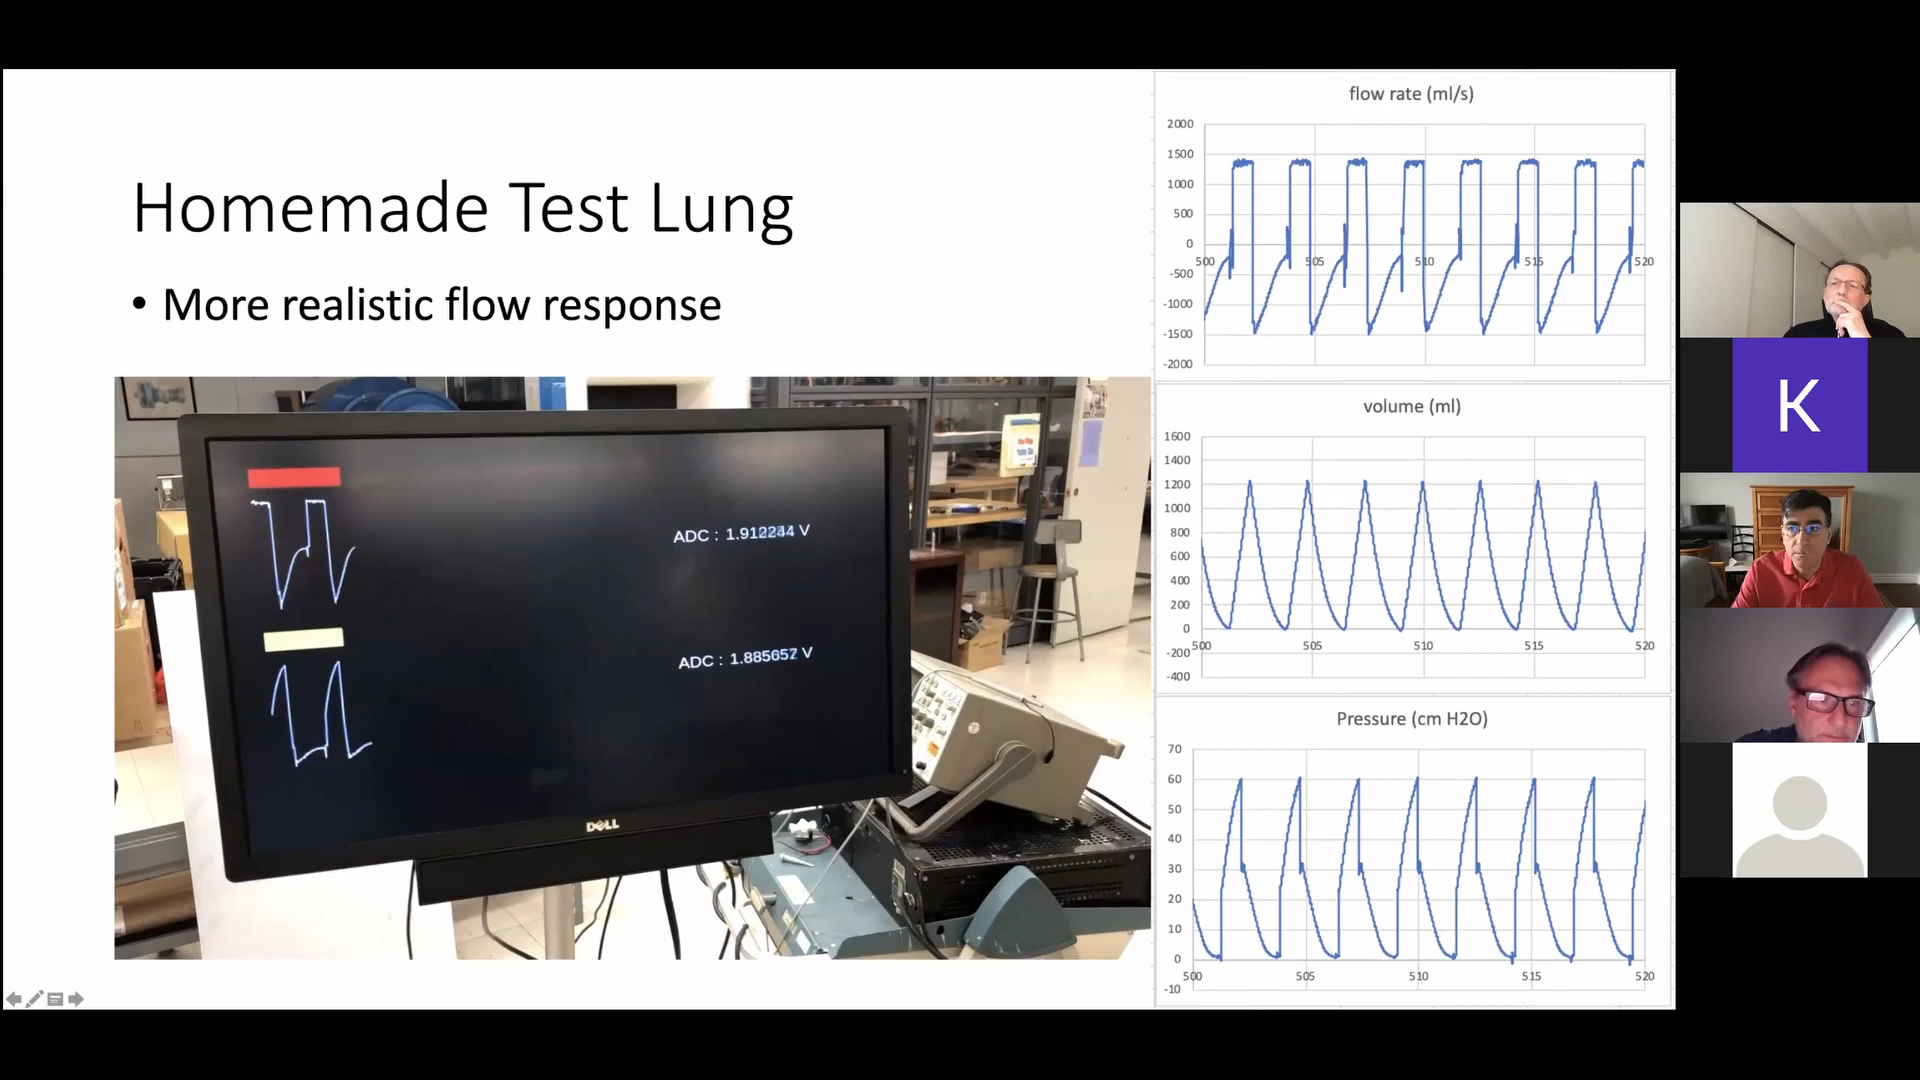 Homemade Test Lung
• More realistic flow response
ADC : 1.912244 V
ADC : 1.885657 V
DELL
flow rate (ml/s)
2000
1500
1000
500
0
500 505 510 515 520
-500
-1000
-1500
-2000
volume (ml)
1600
1400
1200
1000
800
600
400
200
0
500 505 510 515 520
-200
-400
Pressure (cm H2O)
70
60
50
40
30
20
10
0
500 505 510 515 520
-10
K